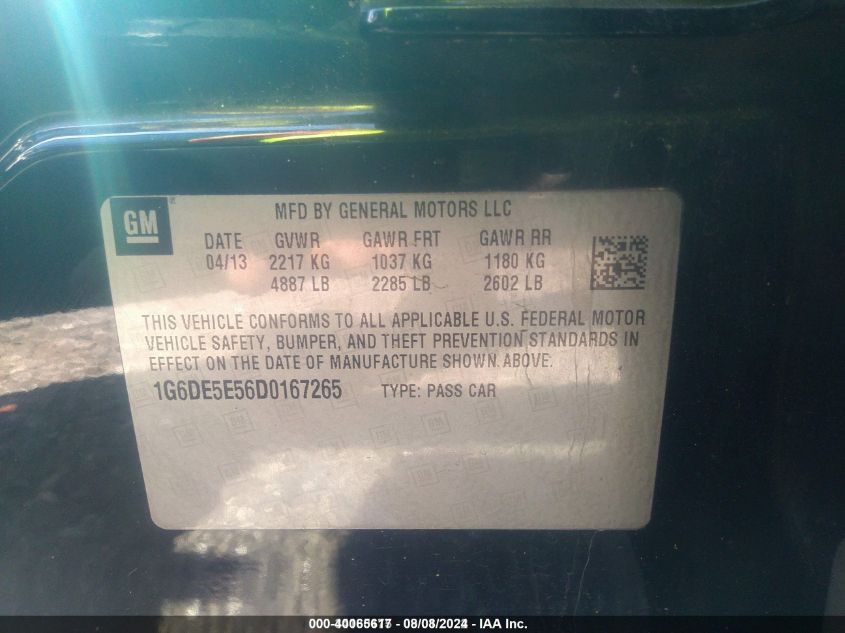 GM
MFD BY GENERAL MOTORS LLC
DATE GVWR GAWR FRT GAWR RR
04/13 2217 KG 1037 KG 1180 KG
4887 LB 2285 LB 2602 LB
THIS VEHICLE CONFORMS TO ALL APPLICABLE U.S. FEDERAL MOTOR
VEHICLE SAFETY, BUMPER, AND THEFT PREVENTION STANDARDS IN
EFFECT ON THE DATE OF MANUFACTURE SHOWN ABOVE.
1G6DE5E56D0167265 TYPE: PASS CAR
08/08/2024 - IAA Inc.